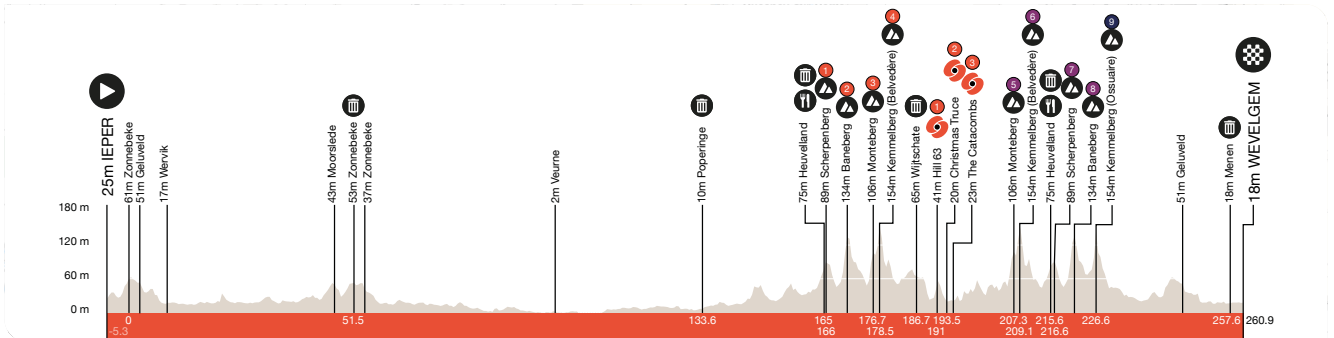 25m IEPER
61m Zonnebeke
51m Geluveld
17m Wervik
43m Moorslede
53m Zonnebeke
37m Zonnebeke
2m Veurne
10m Poperinge
75m Heuvelland
1
89m Scherpenberg
2
134m Baneberg
3
106m Monteberg
4
154m Kemmelberg (Belvedère)
65m Wijtschate
1
41m Hill 63
2
20m Christmas Truce
3
23m The Catacombs
5
106m Monteberg
6
154m Kemmelberg (Belvedère)
75m Heuvelland
7
89m Scherpenberg
8
134m Baneberg
9
154m Kemmelberg (Ossuaire)
51m Geluveld
18m Menen
18m WEVELGEM
180 m
120 m
60 m
0 m
-5.3
0
51.5
133.6
165
166
176.7
178.5
186.7
191
193.5
207.3
209.1
215.6
216.6
226.6
257.6
260.9